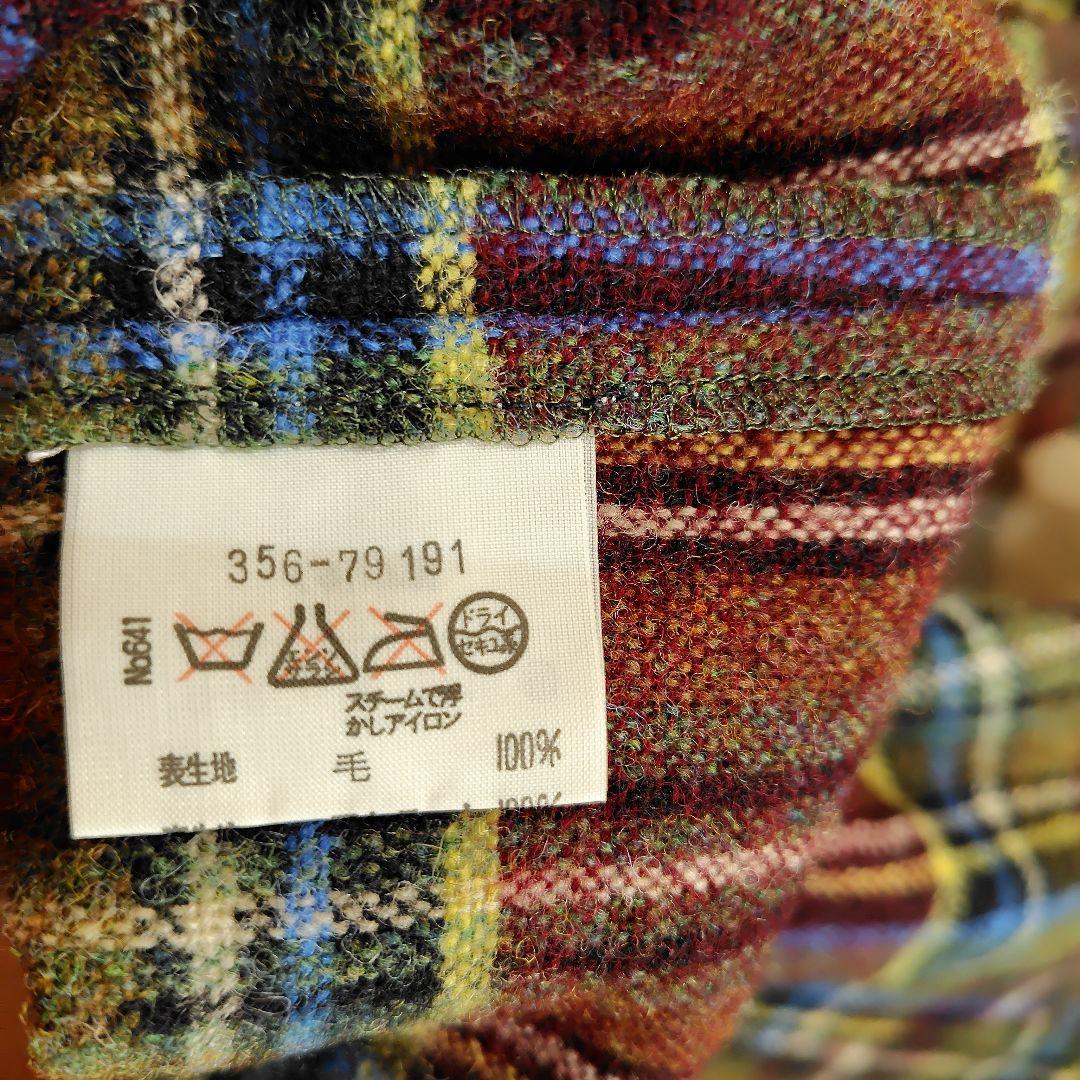 356-79 191
№641
ドライ
セキユ系
スチームで浮
かしアイロン
表生地 毛 100%
100%